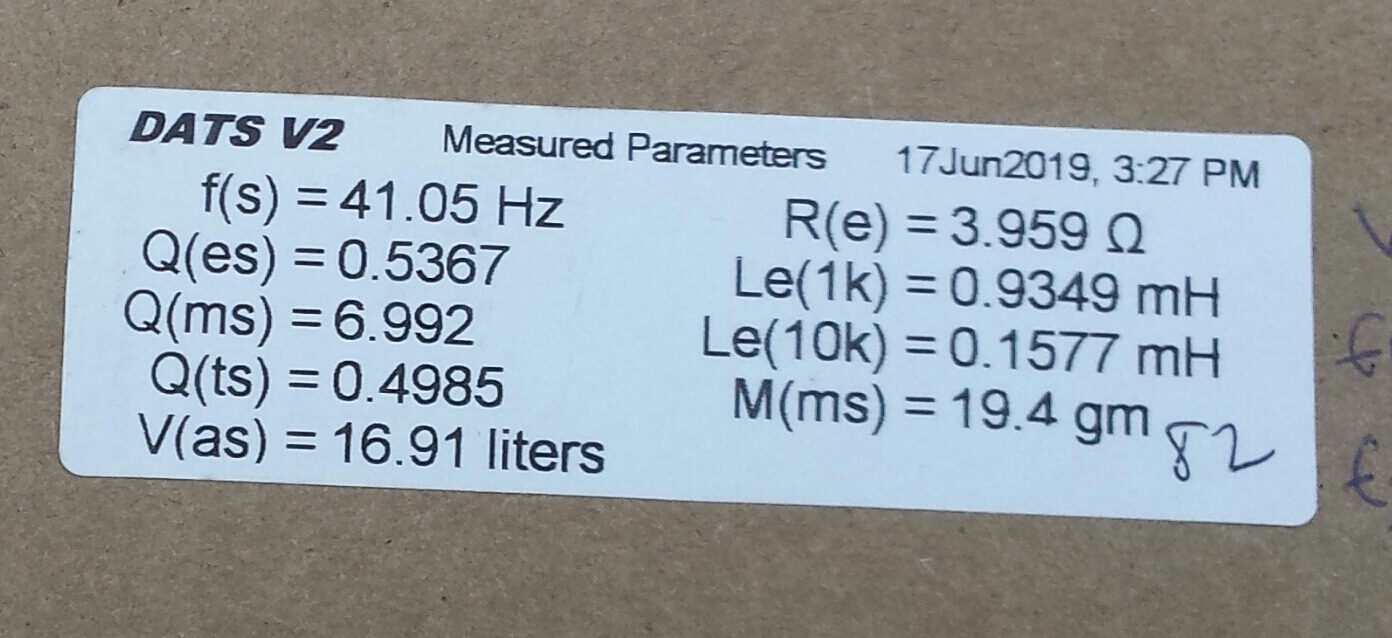 DATS V2 Measured Parameters 17Jun2019, 3:27 PM
f(s) = 41.05 Hz R(e) = 3.959 Ω
Q(es) = 0.5367 Le(1k) = 0.9349 mH
Q(ms) = 6.992 Le(10k) = 0.1577 mH
Q(ts) = 0.4985 M(ms) = 19.4 gm
V(as) = 16.91 liters 82